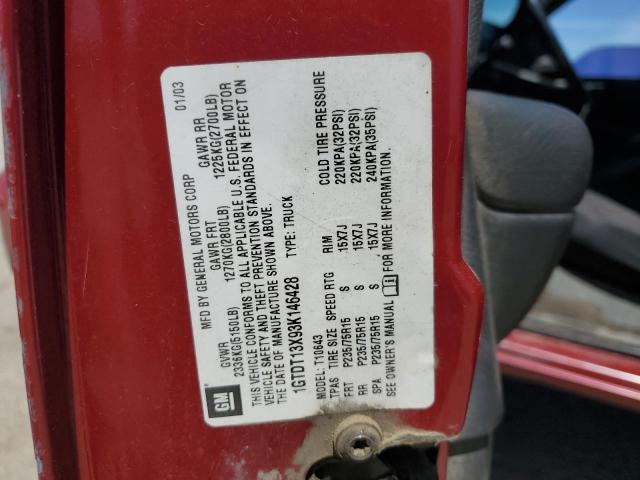 GM
MFD BY GENERAL MOTORS CORP 01/03
GVWR GAWR FRT GAWR RR
2336KG(5150LB) 1270KG(2800LB) 1225KG(2700LB)
THIS VEHICLE CONFORMS TO ALL APPLICABLE U.S. FEDERAL MOTOR
VEHICLE SAFETY AND THEFT PREVENTION STANDARDS IN EFFECT ON
THE DATE OF MANUFACTURE SHOWN ABOVE.
1GTDT13X93K146428 TYPE: TRUCK
MODEL: T10643
TPAS TIRE SIZE SPEED RTG RIM COLD TIRE PRESSURE
FRT P235/75R15 S 15X7J 220KPA(32PSI)
RR P235/75R15 S 15X7J 220KPA(32PSI)
SPA P235/75R15 S 15X7J 240KPA(35PSI)
SEE OWNER'S MANUAL FOR MORE INFORMATION.